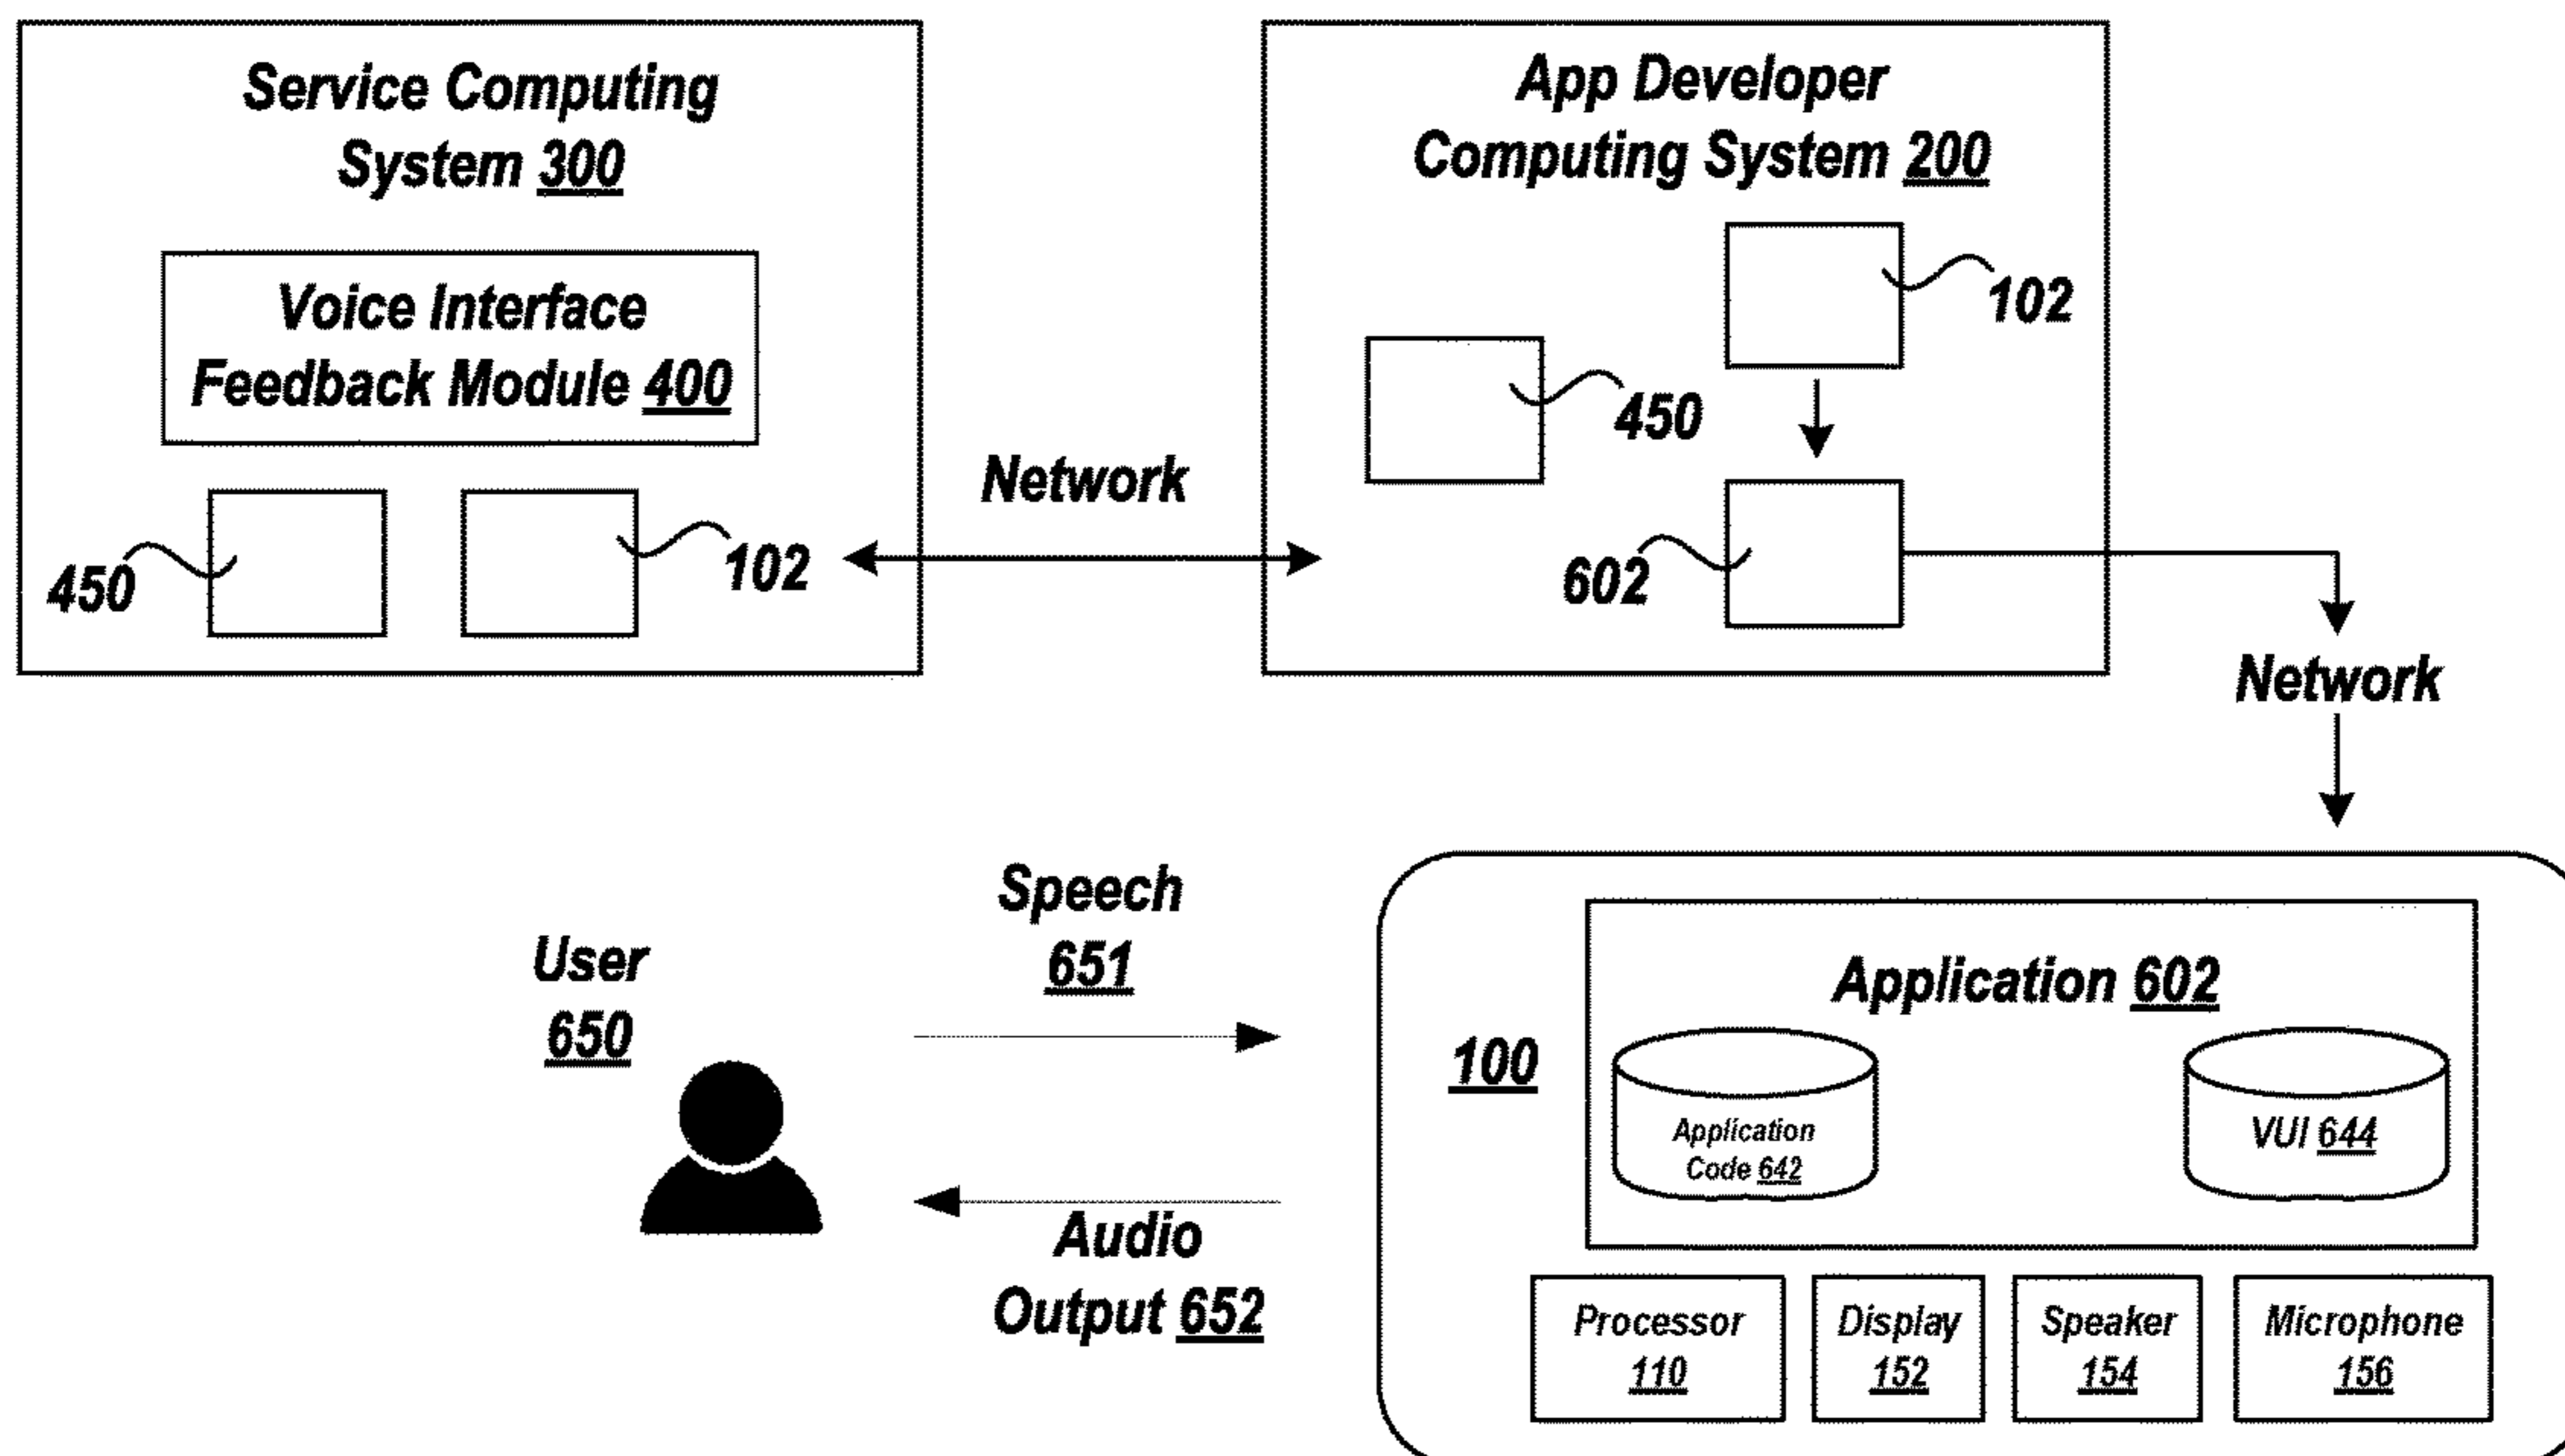 Service Computing
System 300
Voice Interface
Feedback Module 400
450
102
Network
App Developer
Computing System 200
102
450
602
Network
User
650
Speech
651
Audio
Output 652
100
Application 602
Application
Code 642
VUI 644
Processor
110
Display
152
Speaker
154
Microphone
156